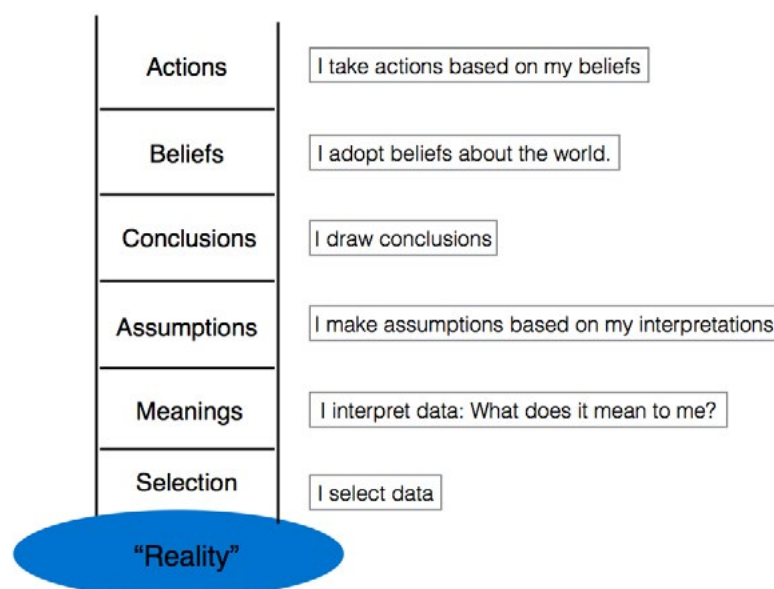 Actions
I take actions based on my beliefs
Beliefs
I adopt beliefs about the world.
Conclusions
I draw conclusions
Assumptions
I make assumptions based on my interpretations
Meanings
I interpret data: What does it mean to me?
Selection
I select data
“Reality”